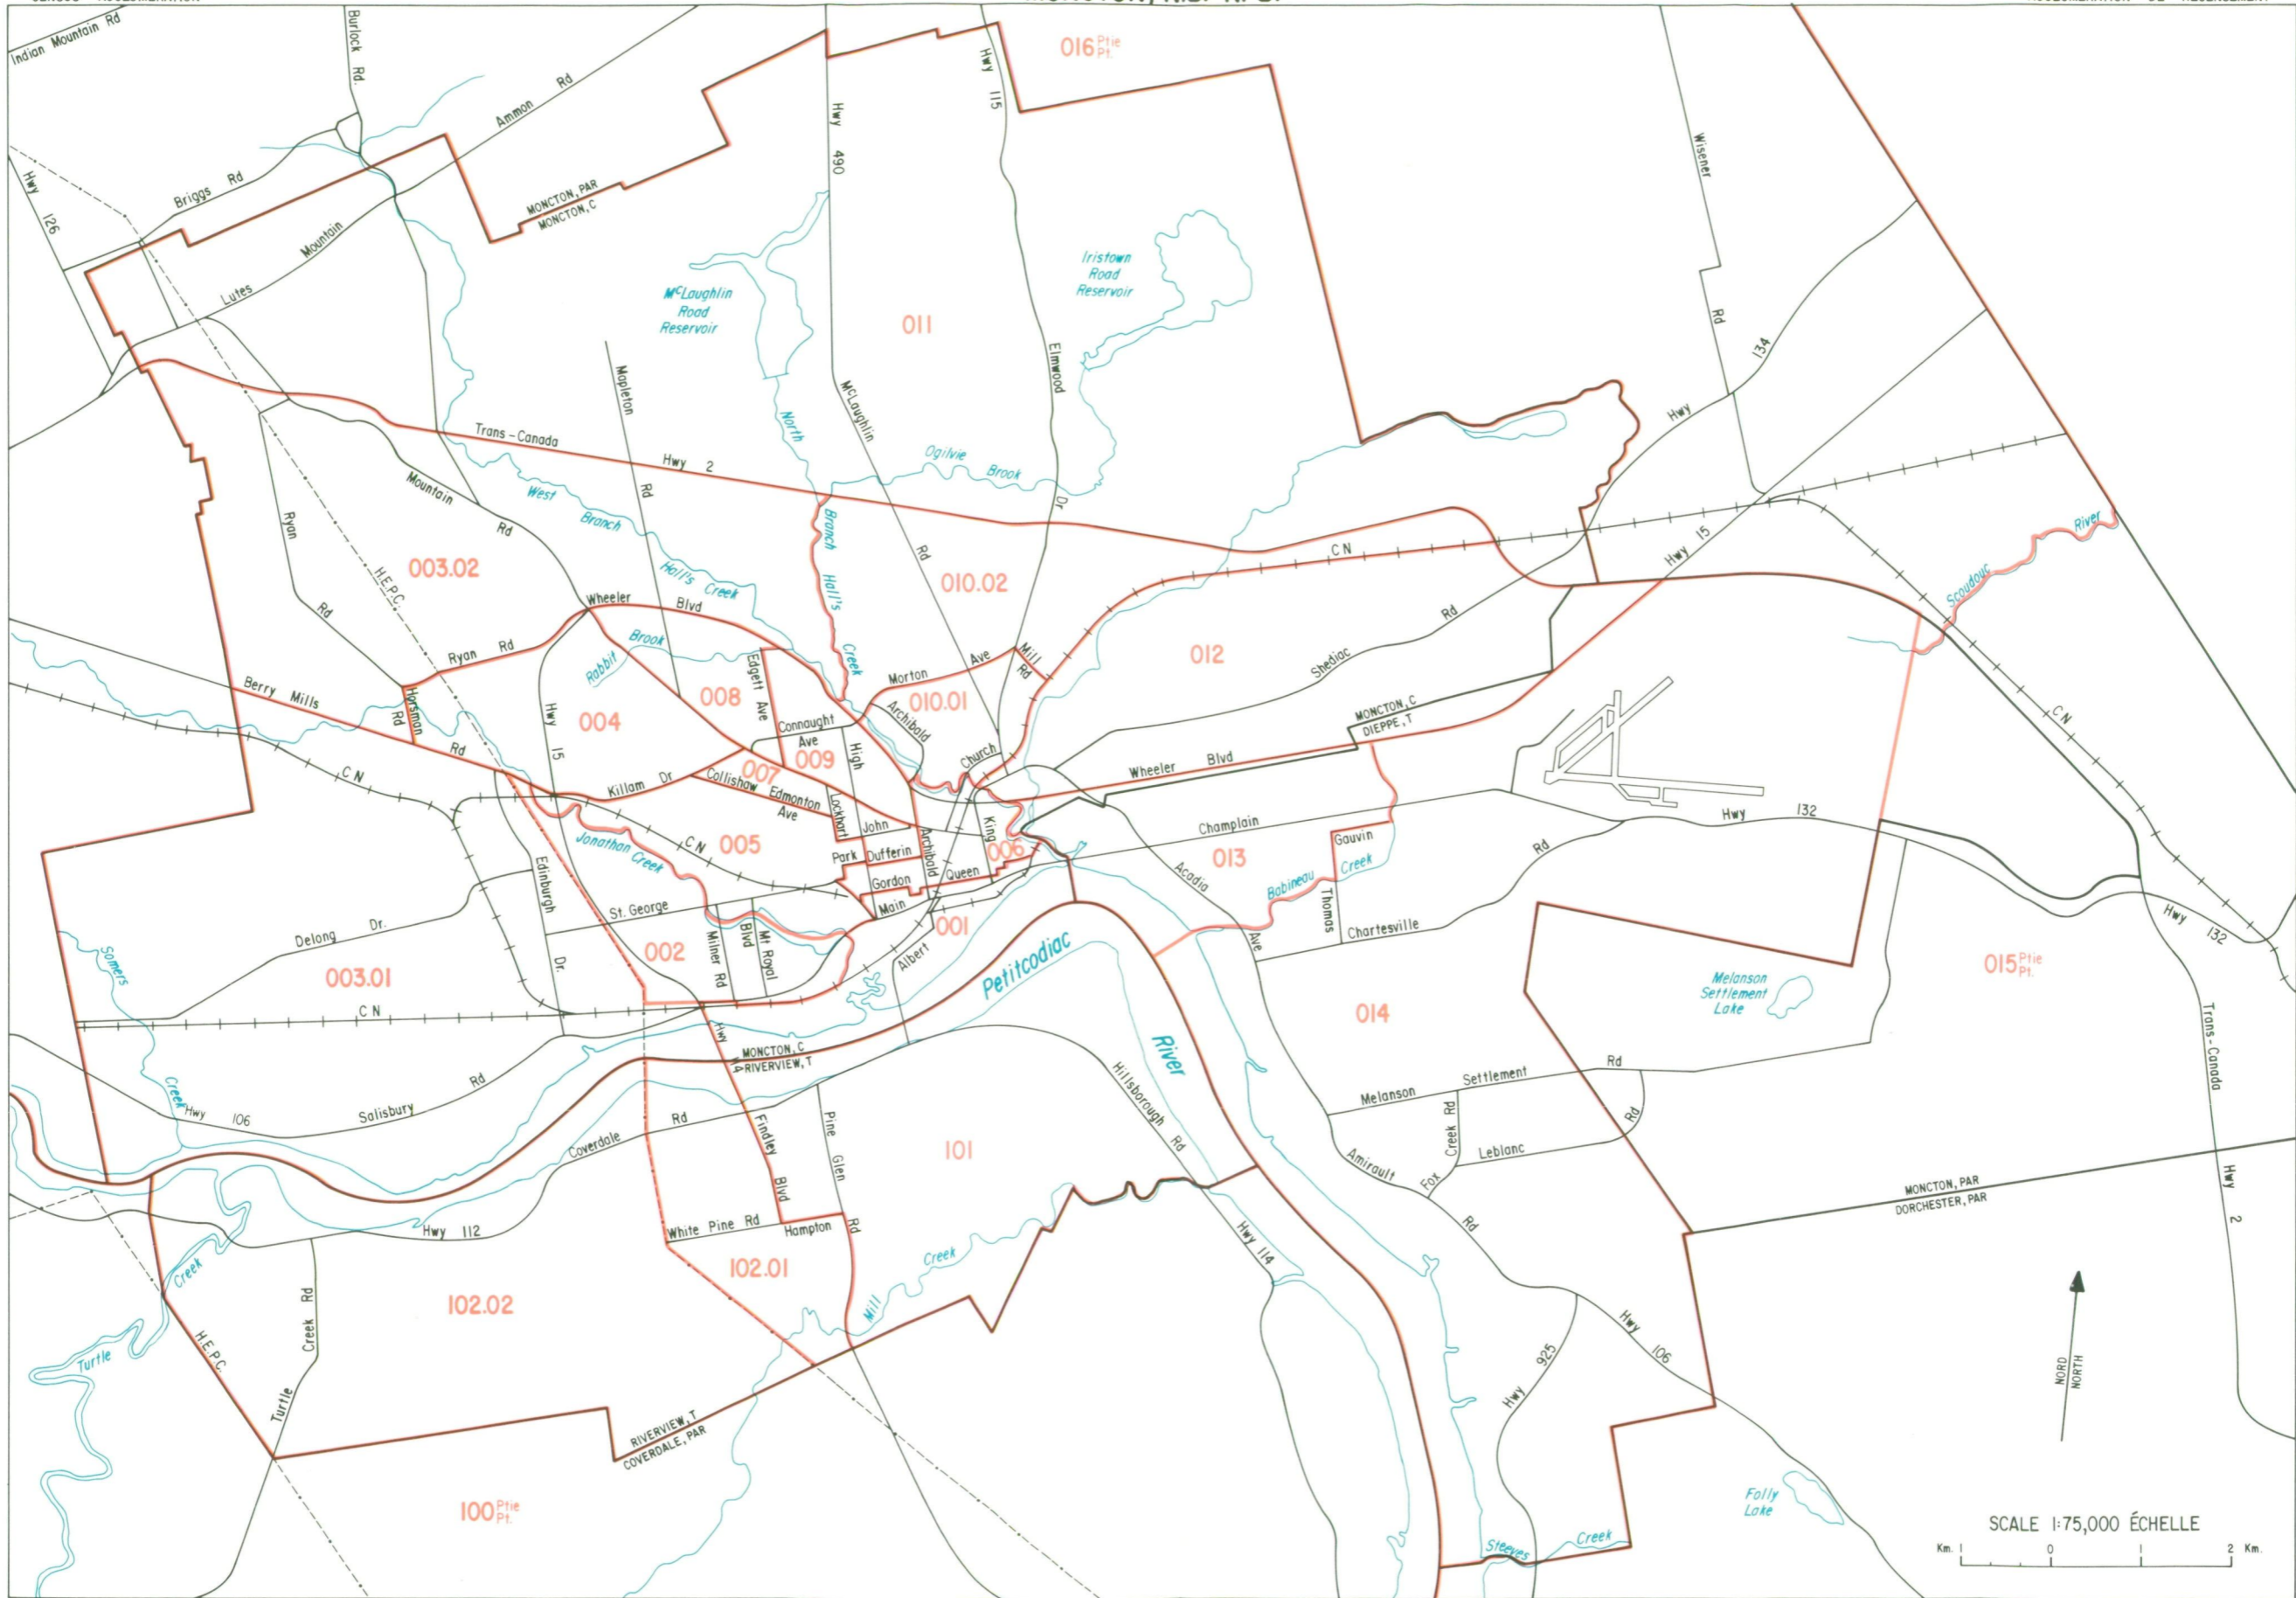 MONCTON, N.B. - N.-B.
Indian Mountain Rd
Burlock Rd.
Ammon Rd
Hwy 490
Hwy 115
016 Ptie Pt.
Wisener Rd
Hwy 126
Briggs Rd
MONCTON, PAR
MONCTON, C
Lutes Mountain
McLaughlin
Road
Reservoir
Iristown
Road
Reservoir
011
Mapleton Rd
North Branch Hall's Creek
McLaughlin Rd
Elmwood Dr
Hwy 134
Trans-Canada Hwy 2
Ogilvie Brook
West Branch Hall's Creek
Mountain Rd
Ryan Rd
H.E.P.C.
003.02
010.02
CN
Hwy 15
Scoudouc River
Wheeler Blvd
Rabbit Brook
Ryan Rd
Horsman Rd
Berry Mills Rd
Hwy 15
004
008
Edgett Ave
Morton Ave
Mill Rd
010.01
Archibald
012
Shediac Rd
MONCTON, C
DIEPPE, T
Connaught Ave
009
High
Church
Wheeler Blvd
CN
CN
Killam Dr
007
Collishaw
Edmonton Ave
Lockhart
John
King
006
Champlain
Hwy 132
Jonathan Creek
CN
005
Park
Dufferin
Archibald
Gordon
Queen
Main
Acadia Ave
013
Gauvin
Babineau Creek
Thomas
Chartesville Rd
Edinburgh Dr.
St. George
002
Milner Rd
Mt Royal Blvd
001
Albert
Delong Dr.
003.01
Somers Creek
CN
Petitcodiac River
014
Melanson
Settlement
Lake
015 Ptie Pt.
Hwy 132
Trans-Canada Hwy 2
Hwy 114
MONCTON, C
RIVERVIEW, T
Hwy 106
Salisbury Rd
Coverdale Rd
Findley Blvd
Pine Glen Rd
101
Hillsborough Rd
Melanson Settlement Rd
Creek Rd
Fox
Leblanc Rd
Amirault Rd
MONCTON, PAR
DORCHESTER, PAR
Hwy 112
White Pine Rd
Hampton
102.01
Mill Creek
Hwy 114
Turtle Creek
Turtle Creek Rd
H.E.P.C.
102.02
Hwy 106
Hwy 925
RIVERVIEW, T
COVERDALE, PAR
100 Ptie Pt.
Steeves Creek
Folly
Lake
NORD
NORTH
SCALE 1:75,000 ÉCHELLE
Km. 1 0 1 2 Km.